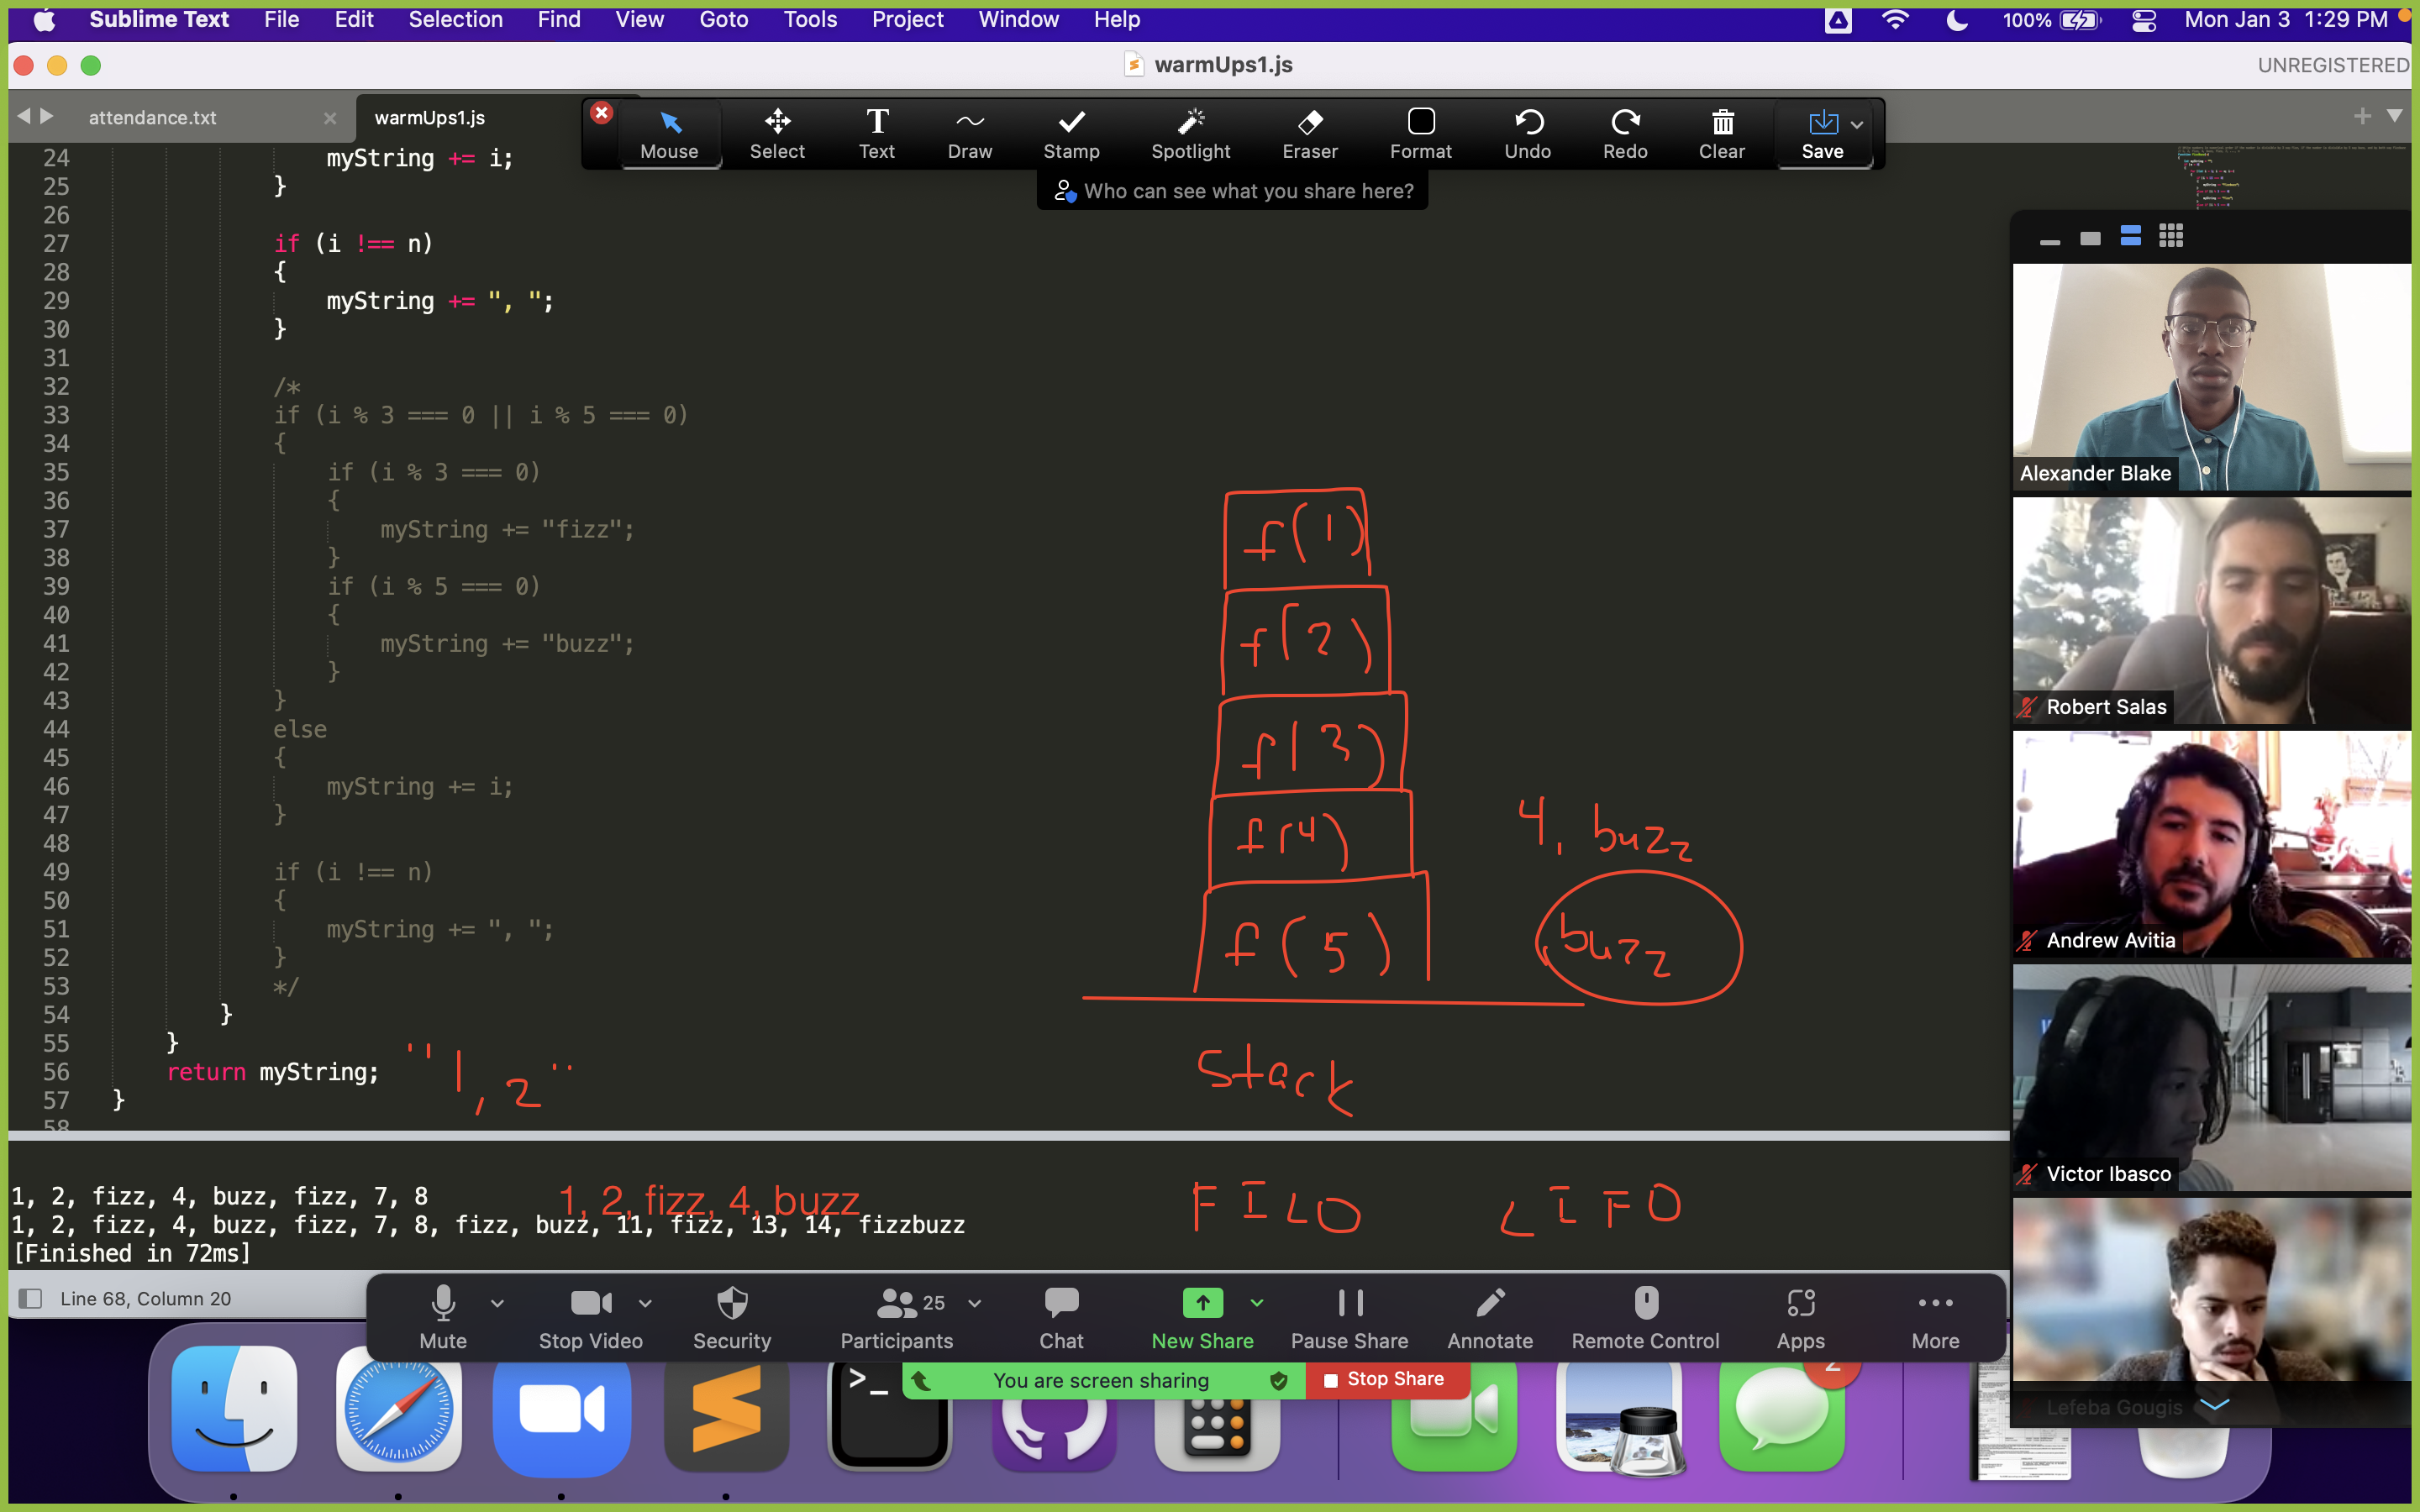 Sublime Text File Edit Selection Find View Goto Tools Project Window Help 100% Mon Jan 3 1:29 PM
warmUps1.js UNREGISTERED
attendance.txt warmUps1.js
Mouse Select Text Draw Stamp Spotlight Eraser Format Undo Redo Clear Save
Who can see what you share here?
24 myString += i;
25 }
26
27 if (i !== n)
28 {
29 myString += ", ";
30 }
31
32 /*
33 if (i % 3 === 0 || i % 5 === 0)
34 {
35 if (i % 3 === 0)
36 {
37 myString += "fizz";
38 }
39 if (i % 5 === 0)
40 {
41 myString += "buzz";
42 }
43 }
44 else
45 {
46 myString += i;
47 }
48
49 if (i !== n)
50 {
51 myString += ", ";
52 }
53 */
54 }
55 }
56 return myString;
57 }
58
"1, 2"
f(1)
f(2)
f(3)
f(4)
f(5)
4, buzz
, buzz
Stack
FILO LIFO
Alexander Blake
Robert Salas
Andrew Avitia
Victor Ibasco
Lefeba Gougis
1, 2, fizz, 4, buzz, fizz, 7, 8
1, 2, fizz, 4, buzz
1, 2, fizz, 4, buzz, fizz, 7, 8, fizz, buzz, 11, fizz, 13, 14, fizzbuzz
[Finished in 72ms]
Line 68, Column 20
Mute Stop Video Security Participants 25 Chat New Share Pause Share Annotate Remote Control Apps More
You are screen sharing Stop Share
2